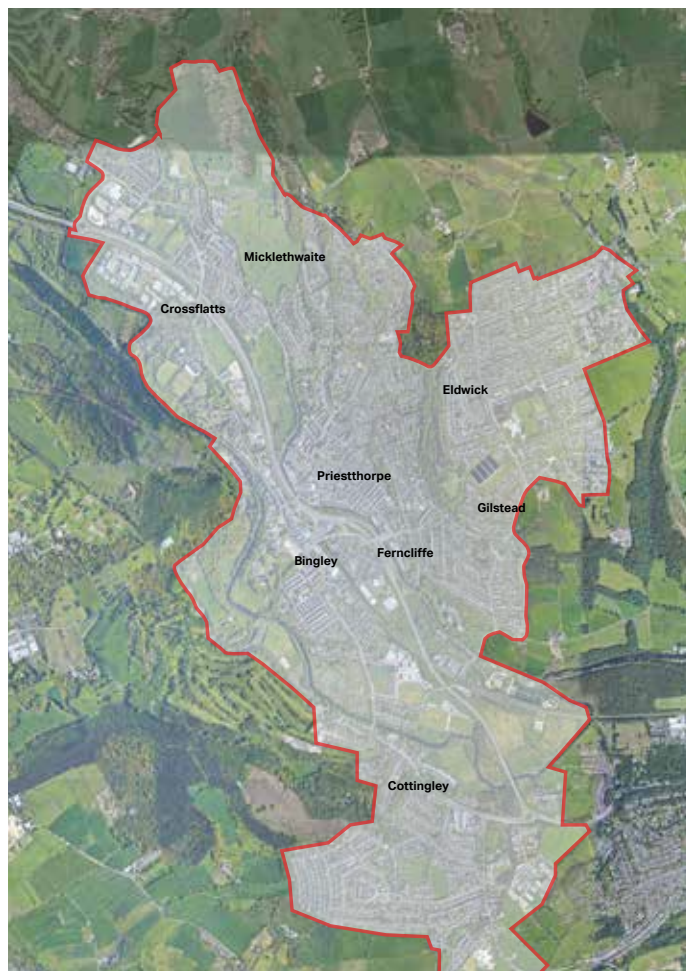 Micklethwaite
Crossflatts
Eldwick
Priestthorpe
Gilstead
Ferncliffe
Bingley
Cottingley